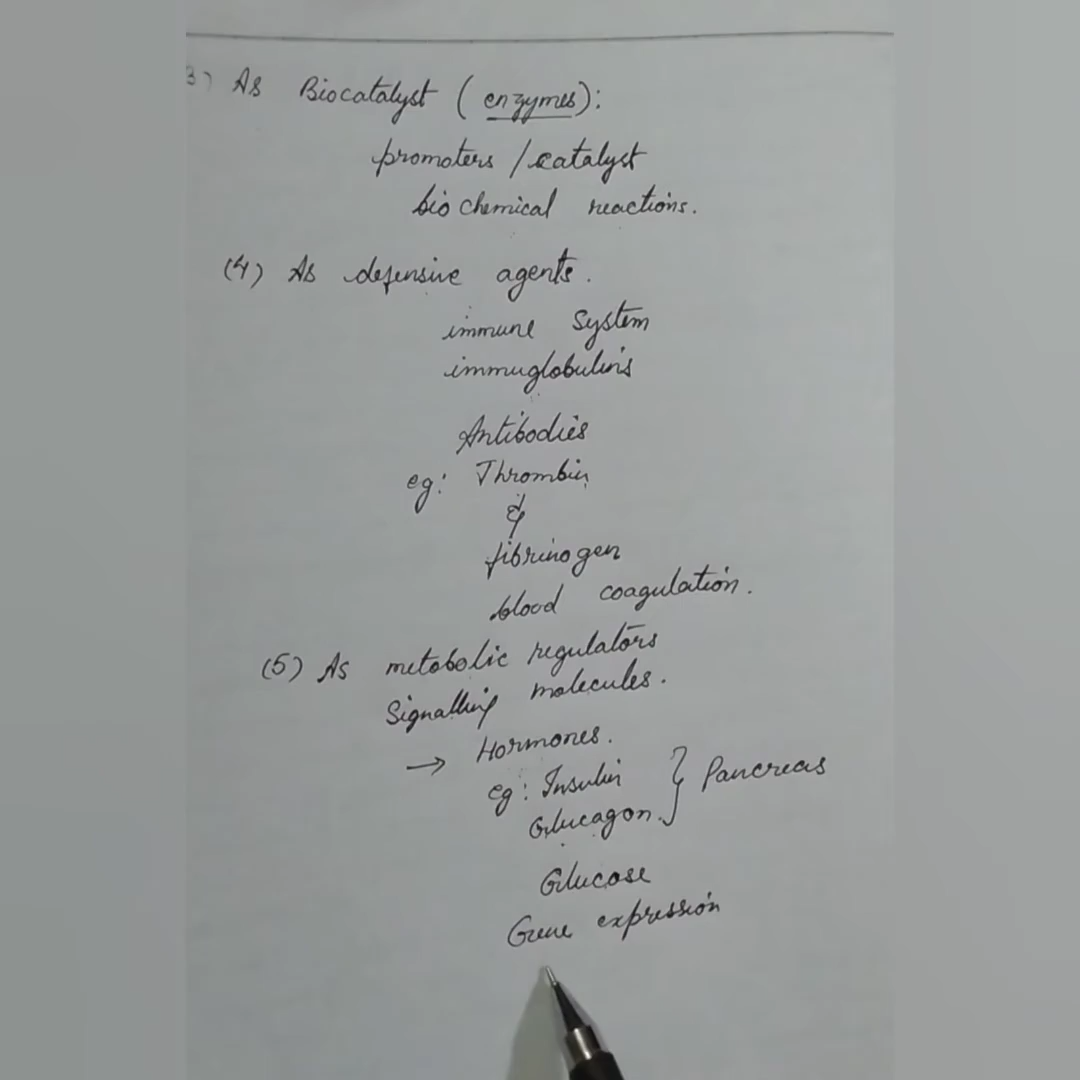 3) As Biocatalyst (enzymes):
promoters / catalyst
bio chemical reactions.
(4) As defensive agents.
immune System
immuglobulins
Antibodies
eg: Thrombin
&
fibrinogen
blood coagulation.
(5) As metabolic regulators
Signalling molecules.
→ Hormones.
eg: Insulin } Pancreas
Glucagon.
Glucose
Gene expression